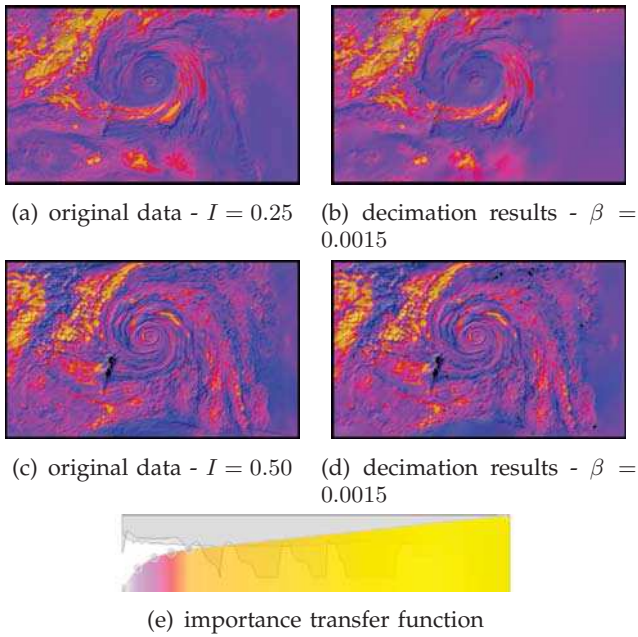 (a) original data - I = 0.25
(b) decimation results - β =
0.0015
(c) original data - I = 0.50
(d) decimation results - β =
0.0015
(e) importance transfer function